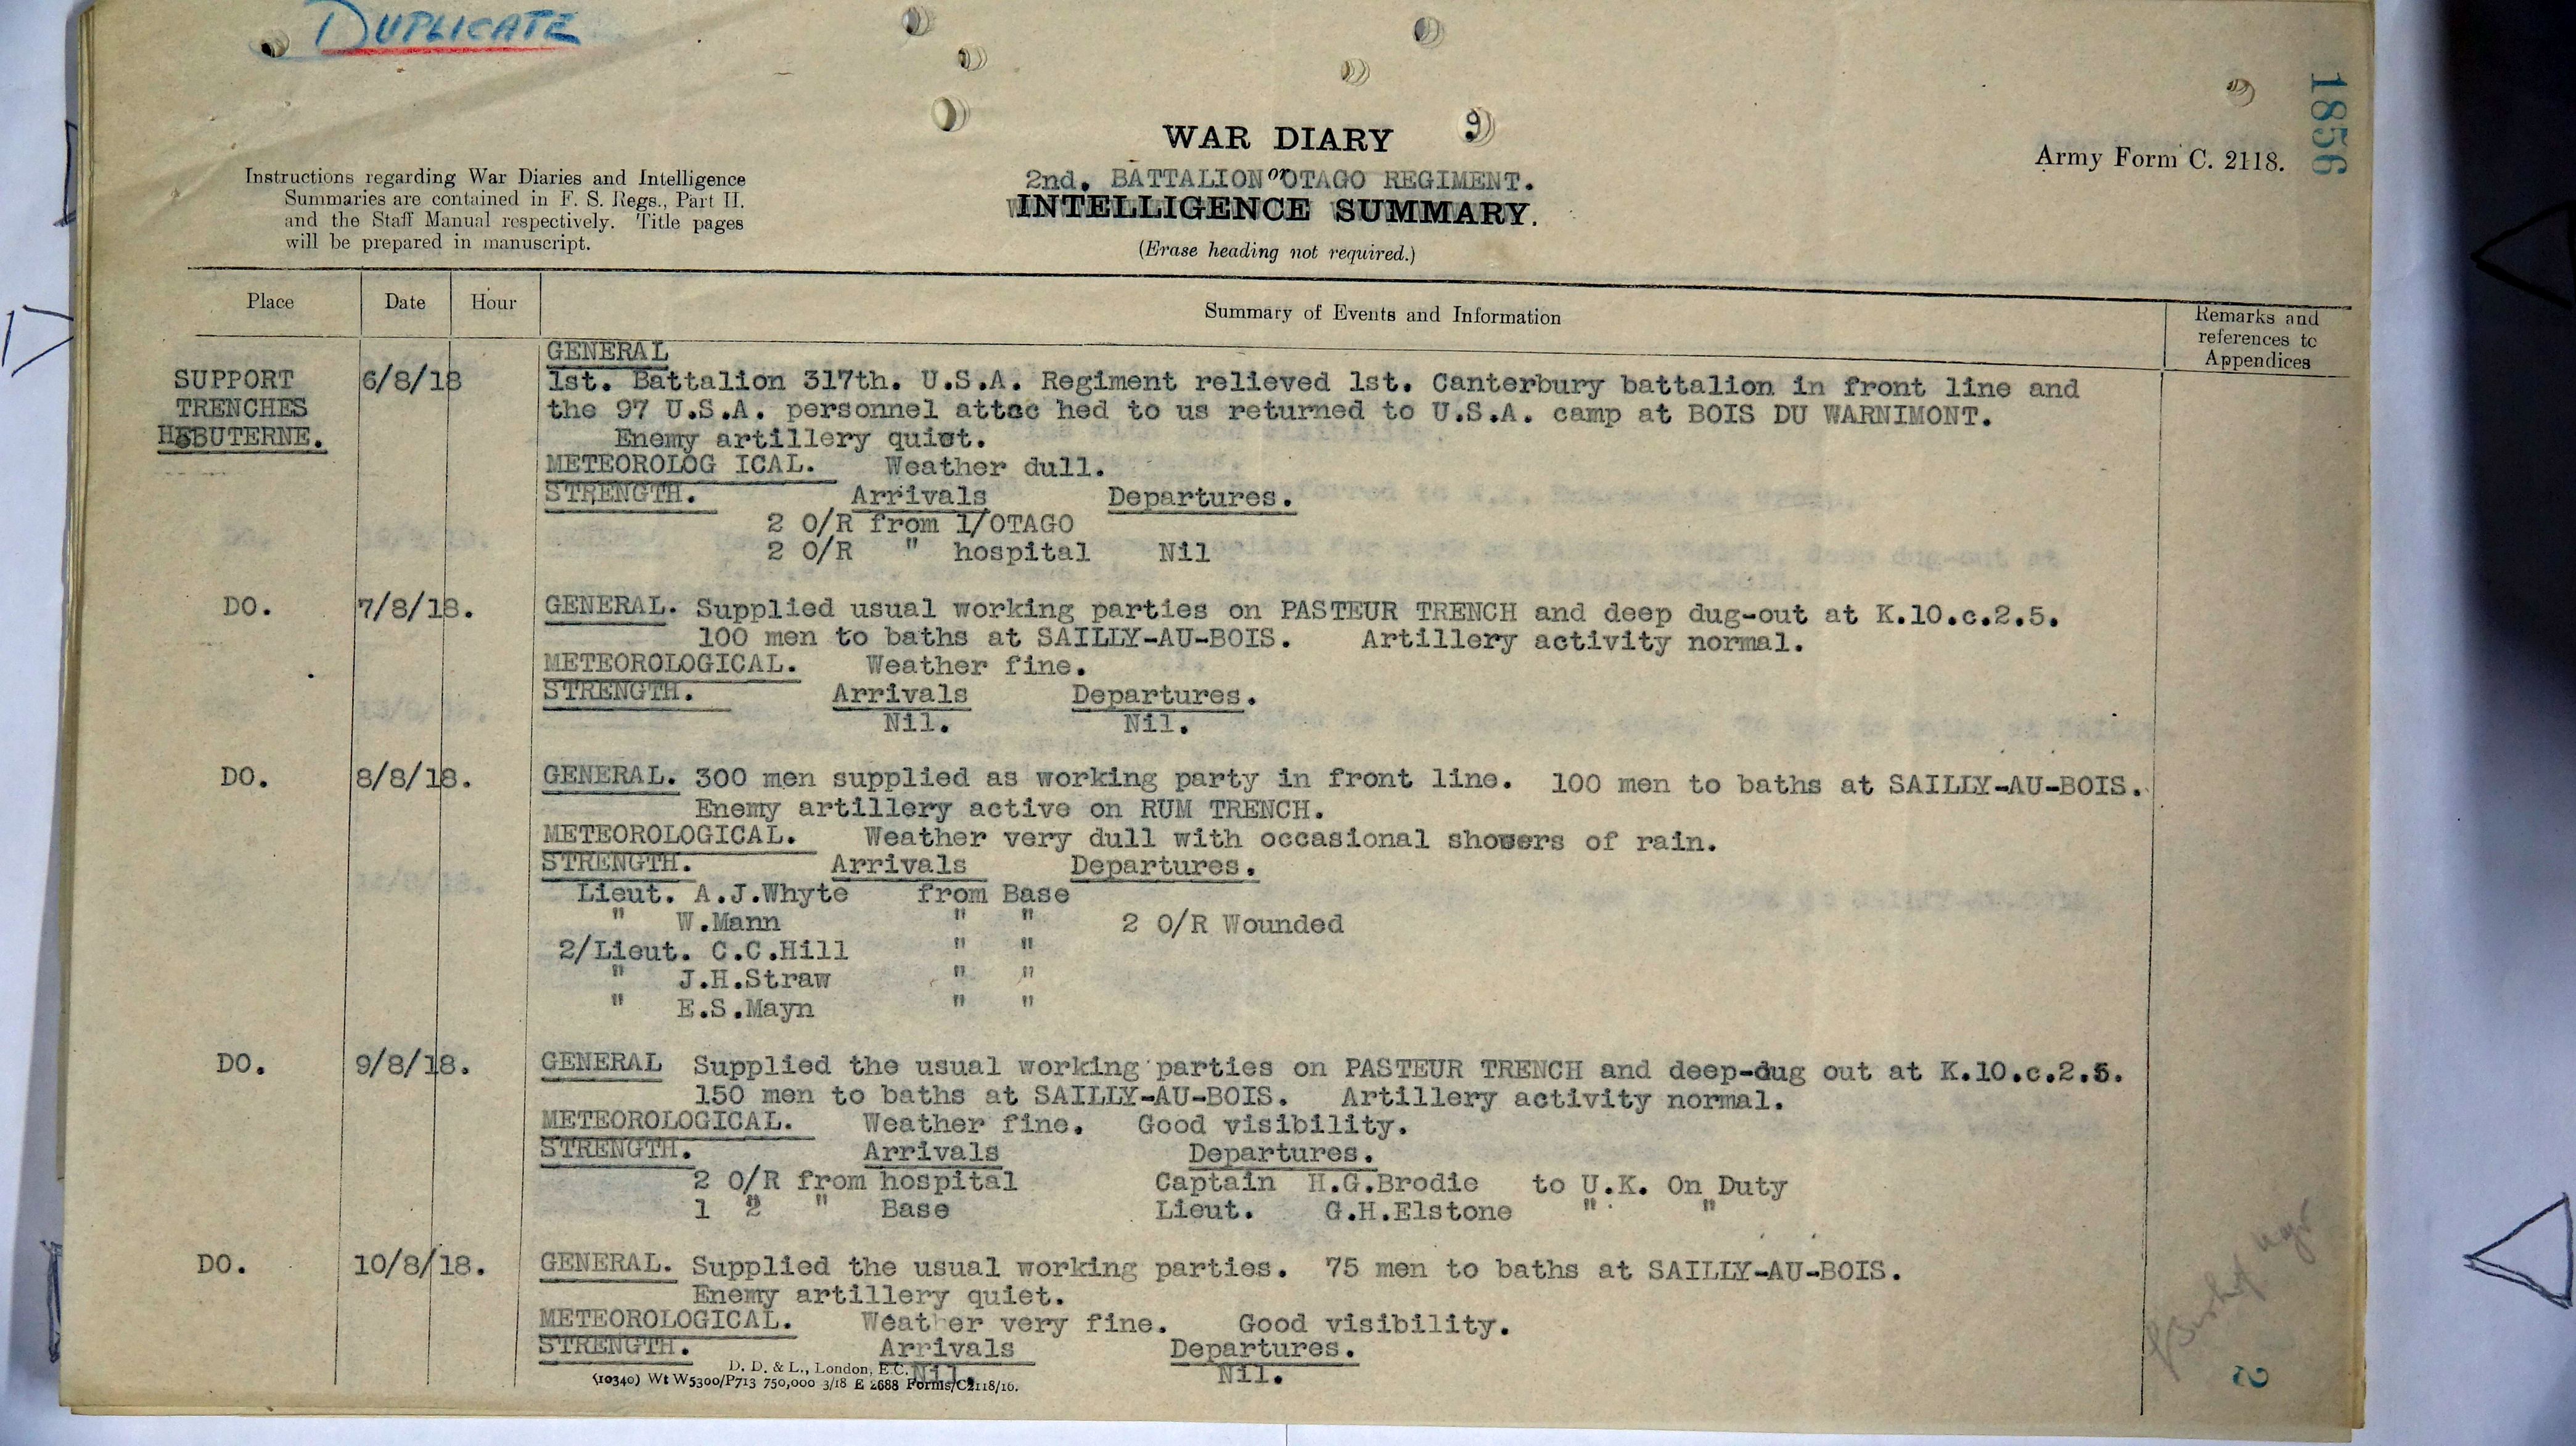 DUPLICATE
1856
WAR DIARY
9
Army Form C. 2118.
Instructions regarding War Diaries and Intelligence
Summaries are contained in F. S. Regs., Part II.
and the Staff Manual respectively. Title pages
will be prepared in manuscript.
2nd. BATTALION or OTAGO REGIMENT.
INTELLIGENCE SUMMARY.
(Erase heading not required.)
Place Date Hour Summary of Events and Information Remarks and
references to
Appendices
GENERAL
SUPPORT 6/8/18 1st. Battalion 317th. U.S.A. Regiment relieved 1st. Canterbury battalion in front line and
TRENCHES the 97 U.S.A. personnel attac hed to us returned to U.S.A. camp at BOIS DU WARNIMONT.
HEBUTERNE. Enemy artillery quiet.
METEOROLOG ICAL. Weather dull.
STRENGTH. Arrivals Departures.
2 O/R from 1/OTAGO
2 O/R " hospital Nil
DO. 7/8/18. GENERAL. Supplied usual working parties on PASTEUR TRENCH and deep dug-out at K.10.c.2.5.
100 men to baths at SAILLY-AU-BOIS. Artillery activity normal.
METEOROLOGICAL. Weather fine.
STRENGTH. Arrivals Departures.
Nil. Nil.
DO. 8/8/18. GENERAL. 300 men supplied as working party in front line. 100 men to baths at SAILLY-AU-BOIS.
Enemy artillery active on RUM TRENCH.
METEOROLOGICAL. Weather very dull with occasional showers of rain.
STRENGTH. Arrivals Departures.
Lieut. A.J.Whyte from Base
" W.Mann " " 2 O/R Wounded
2/Lieut. C.C.Hill " "
" J.H.Straw " "
" E.S.Mayn " "
DO. 9/8/18. GENERAL Supplied the usual working parties on PASTEUR TRENCH and deep-dug out at K.10.c.2.5.
150 men to baths at SAILLY-AU-BOIS. Artillery activity normal.
METEOROLOGICAL. Weather fine. Good visibility.
STRENGTH. Arrivals Departures.
2 O/R from hospital Captain H.G.Brodie to U.K. On Duty
1 " " Base Lieut. G.H.Elstone " "
DO. 10/8/18. GENERAL. Supplied the usual working parties. 75 men to baths at SAILLY-AU-BOIS.
Enemy artillery quiet.
METEOROLOGICAL. Weather very fine. Good visibility.
STRENGTH. Arrivals Departures.
Nil. Nil.
D. D. & L., London, E.C.
(10340) Wt W5300/P713 750,000 3/18 E 2688 Forms/C2118/16.
2